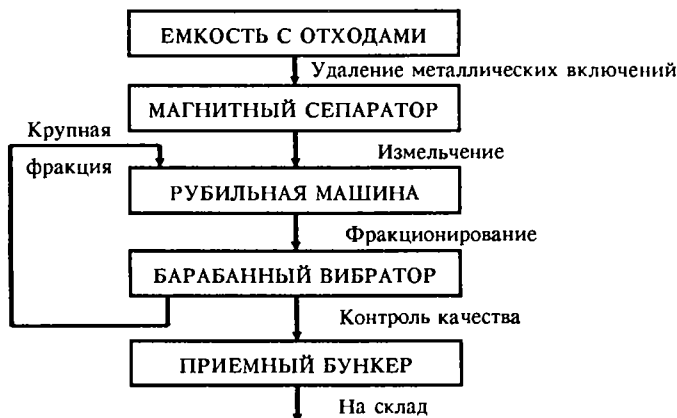 ЕМКОСТЬ С ОТХОДАМИ
Удаление металлических включений
МАГНИТНЫЙ СЕПАРАТОР
Крупная
фракция
Измельчение
РУБИЛЬНАЯ МАШИНА
Фракционирование
БАРАБАННЫЙ ВИБРАТОР
Контроль качества
ПРИЕМНЫЙ БУНКЕР
На склад